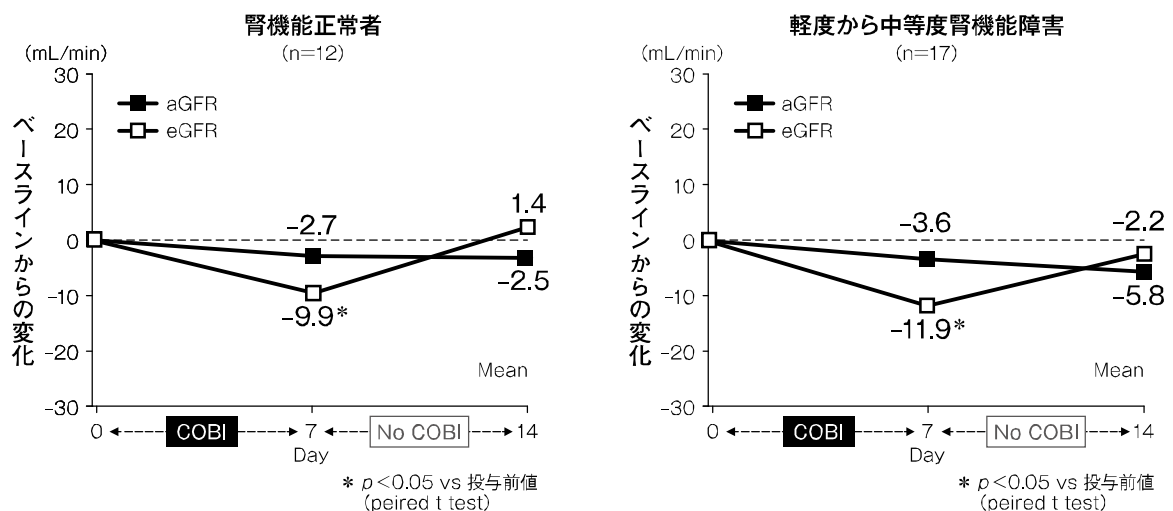 腎機能正常者
(n=12)
(mL/min)
30
20
10
0
-10
-20
-30
ベースラインからの変化
aGFR
eGFR
-2.7
-9.9*
1.4
-2.5
Mean
0
COBI
7
No COBI
14
Day
* p<0.05 vs 投与前値
(peired t test)
軽度から中等度腎機能障害
(n=17)
(mL/min)
30
20
10
0
-10
-20
-30
ベースラインからの変化
aGFR
eGFR
-3.6
-11.9*
-2.2
-5.8
Mean
0
COBI
7
No COBI
14
Day
* p<0.05 vs 投与前値
(peired t test)